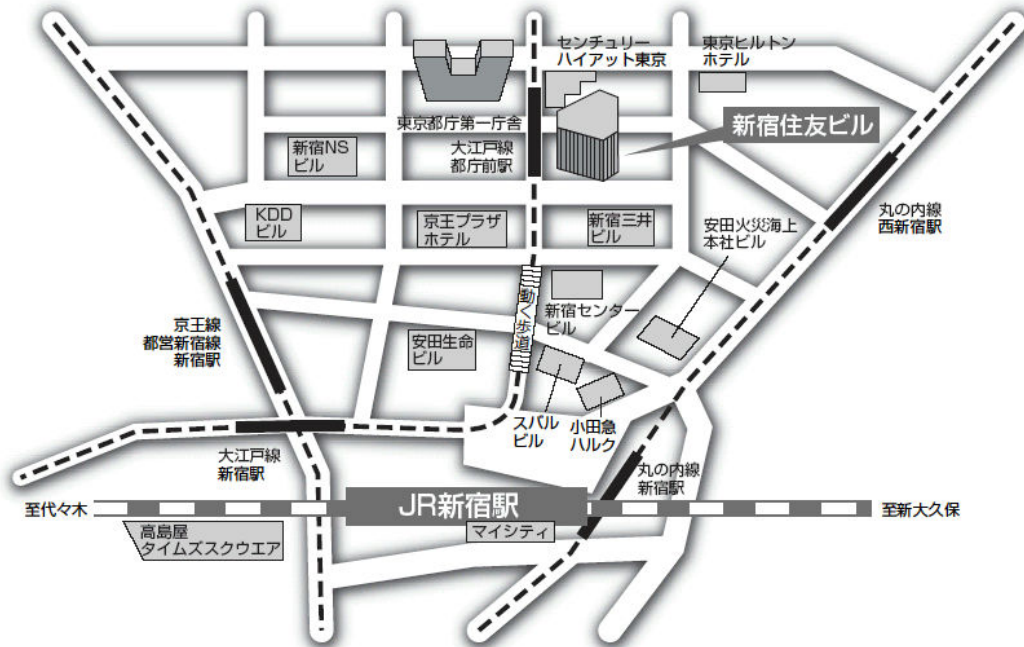 センチュリー
ハイアット東京
東京ヒルトン
ホテル
東京都庁第一庁舎
新宿住友ビル
大江戸線
都庁前駅
新宿NS
ビル
KDD
ビル
京王プラザ
ホテル
新宿三井
ビル
安田火災海上
本社ビル
丸の内線
西新宿駅
働く歩道
新宿センター
ビル
京王線
都営新宿線
新宿駅
安田生命
ビル
スバル
ビル
小田急
ハルク
大江戸線
新宿駅
丸の内線
新宿駅
至代々木
JR新宿駅
至新大久保
高島屋
タイムズスクウエア
マイシティ